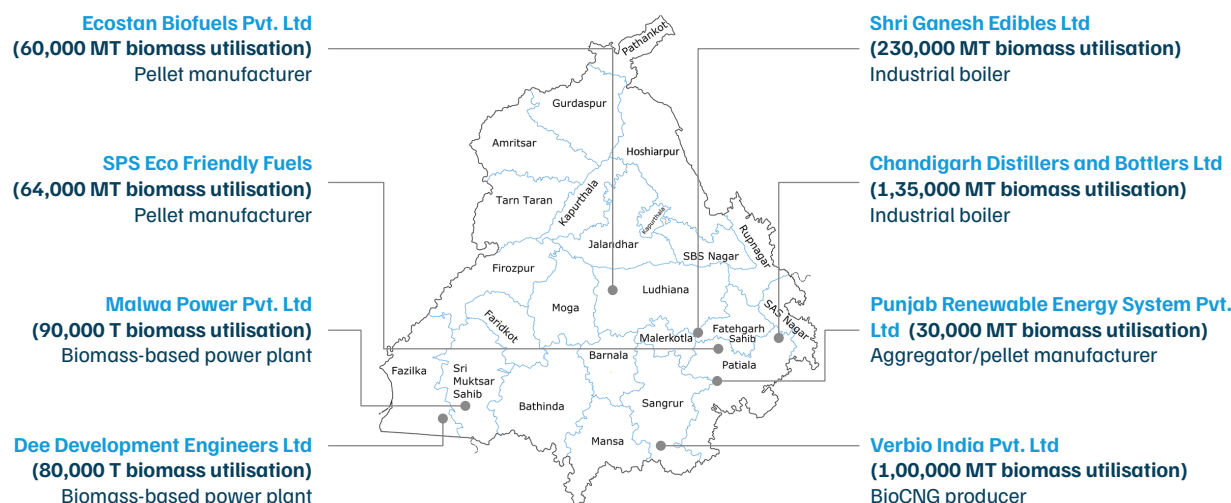 Ecostan Biofuels Pvt. Ltd
(60,000 MT biomass utilisation)
Pellet manufacturer
SPS Eco Friendly Fuels
(64,000 MT biomass utilisation)
Pellet manufacturer
Malwa Power Pvt. Ltd
(90,000 T biomass utilisation)
Biomass-based power plant
Dee Development Engineers Ltd
(80,000 T biomass utilisation)
Biomass-based power plant
Pathankot
Gurdaspur
Amritsar
Hoshiarpur
Tarn Taran
Kapurthala
Kapurthala
Jalandhar
Rupnagar
SBS Nagar
Firozpur
Ludhiana
Moga
SAS Nagar
Faridkot
Fatehgarh
Sahib
Malerkotla
Barnala
Patiala
Fazilka
Sri
Muktsar
Sahib
Bathinda
Sangrur
Mansa
Shri Ganesh Edibles Ltd
(230,000 MT biomass utilisation)
Industrial boiler
Chandigarh Distillers and Bottlers Ltd
(1,35,000 MT biomass utilisation)
Industrial boiler
Punjab Renewable Energy System Pvt.
Ltd (30,000 MT biomass utilisation)
Aggregator/pellet manufacturer
Verbio India Pvt. Ltd
(1,00,000 MT biomass utilisation)
BioCNG producer